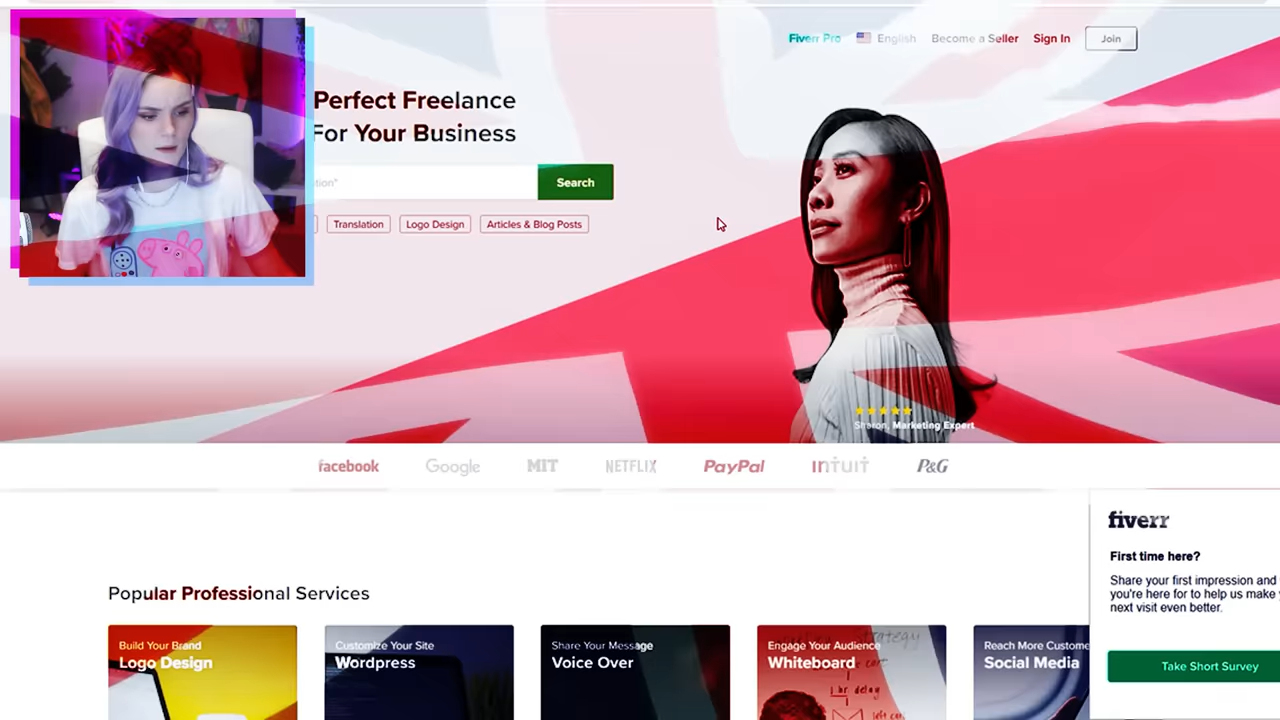 Fiverr Pro English Become a Seller Sign In Join
Perfect Freelance
For Your Business
Search
Translation Logo Design Articles & Blog Posts
Sharon, Marketing Expert
facebook Google MIT NETFLIX PayPal intuit P&G
fiverr
First time here?
Share your first impression and
you're here for to help us make
next visit even better.
Take Short Survey
Popular Professional Services
Build Your Brand
Logo Design
Customize Your Site
Wordpress
Share Your Message
Voice Over
Engage Your Audience
Whiteboard
Reach More Custome
Social Media
strategy